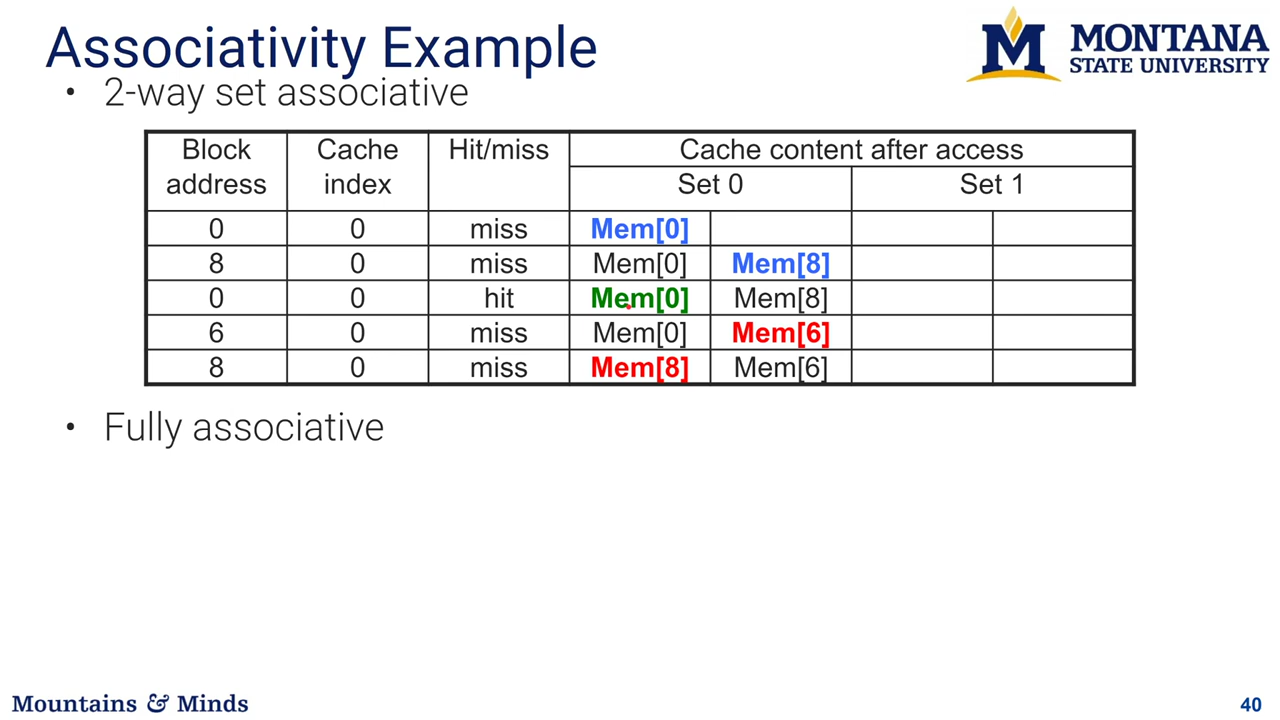 Associativity Example
MONTANA
STATE UNIVERSITY
• 2-way set associative
Block address Cache index Hit/miss Cache content after access
Set 0 Set 1
0 0 miss Mem[0]
8 0 miss Mem[0] Mem[8]
0 0 hit Mem[0] Mem[8]
6 0 miss Mem[0] Mem[6]
8 0 miss Mem[8] Mem[6]
• Fully associative
Mountains & Minds
40